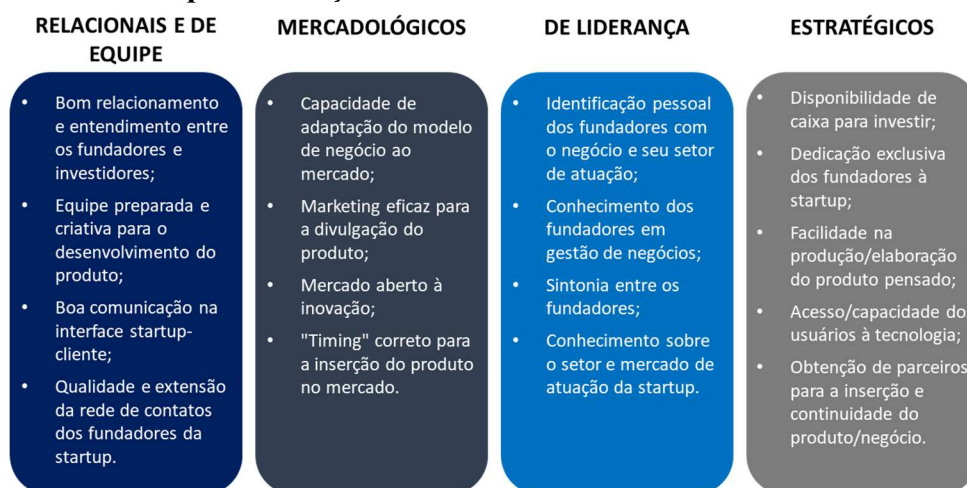 RELACIONAIS E DE
EQUIPE
• Bom relacionamento
e entendimento entre
os fundadores e
investidores;
• Equipe preparada e
criativa para o
desenvolvimento do
produto;
• Boa comunicação na
interface startup-
cliente;
• Qualidade e extensão
da rede de contatos
dos fundadores da
startup.
MERCADOLÓGICOS
• Capacidade de
adaptação do modelo
de negócio ao
mercado;
• Marketing eficaz para
a divulgação do
produto;
• Mercado aberto à
inovação;
• "Timing" correto para
a inserção do produto
no mercado.
DE LIDERANÇA
• Identificação pessoal
dos fundadores com
o negócio e seu setor
de atuação;
• Conhecimento dos
fundadores em
gestão de negócios;
• Sintonia entre os
fundadores;
• Conhecimento sobre
o setor e mercado de
atuação da startup.
ESTRATÉGICOS
• Disponibilidade de
caixa para investir;
• Dedicação exclusiva
dos fundadores à
startup;
• Facilidade na
produção/elaboração
do produto pensado;
• Acesso/capacidade do
usuários à tecnologia;
• Obtenção de parceiros
para a inserção e
continuidade do
produto/negócio.